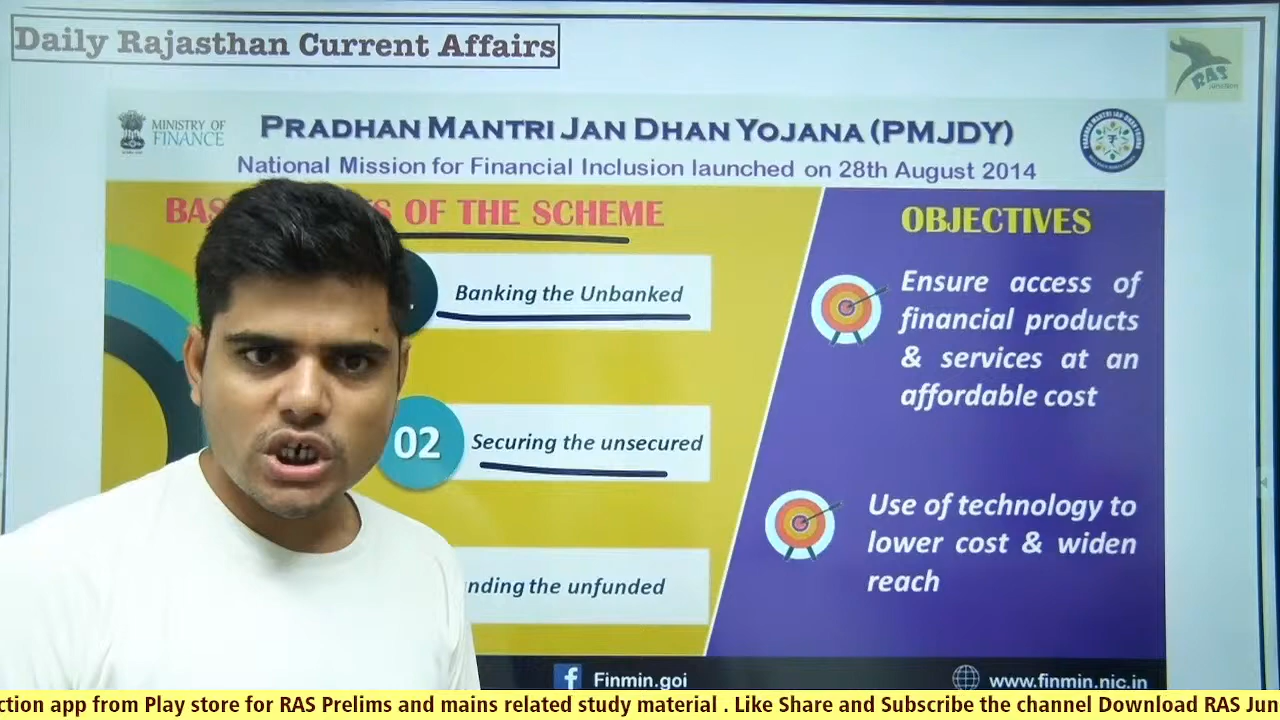 Daily Rajasthan Current Affairs
RAS
MINISTRY OF
FINANCE
PRADHAN MANTRI JAN DHAN YOJANA (PMJDY)
National Mission for Financial Inclusion launched on 28th August 2014
BAS TS OF THE SCHEME
Banking the Unbanked
02
Securing the unsecured
nding the unfunded
OBJECTIVES
Ensure access of
financial products
& services at an
affordable cost
Use of technology to
lower cost & widen
reach
Finmin.goi
www.finmin.nic.in
ction app from Play store for RAS Prelims and mains related study material . Like Share and Subscribe the channel Download RAS Jun